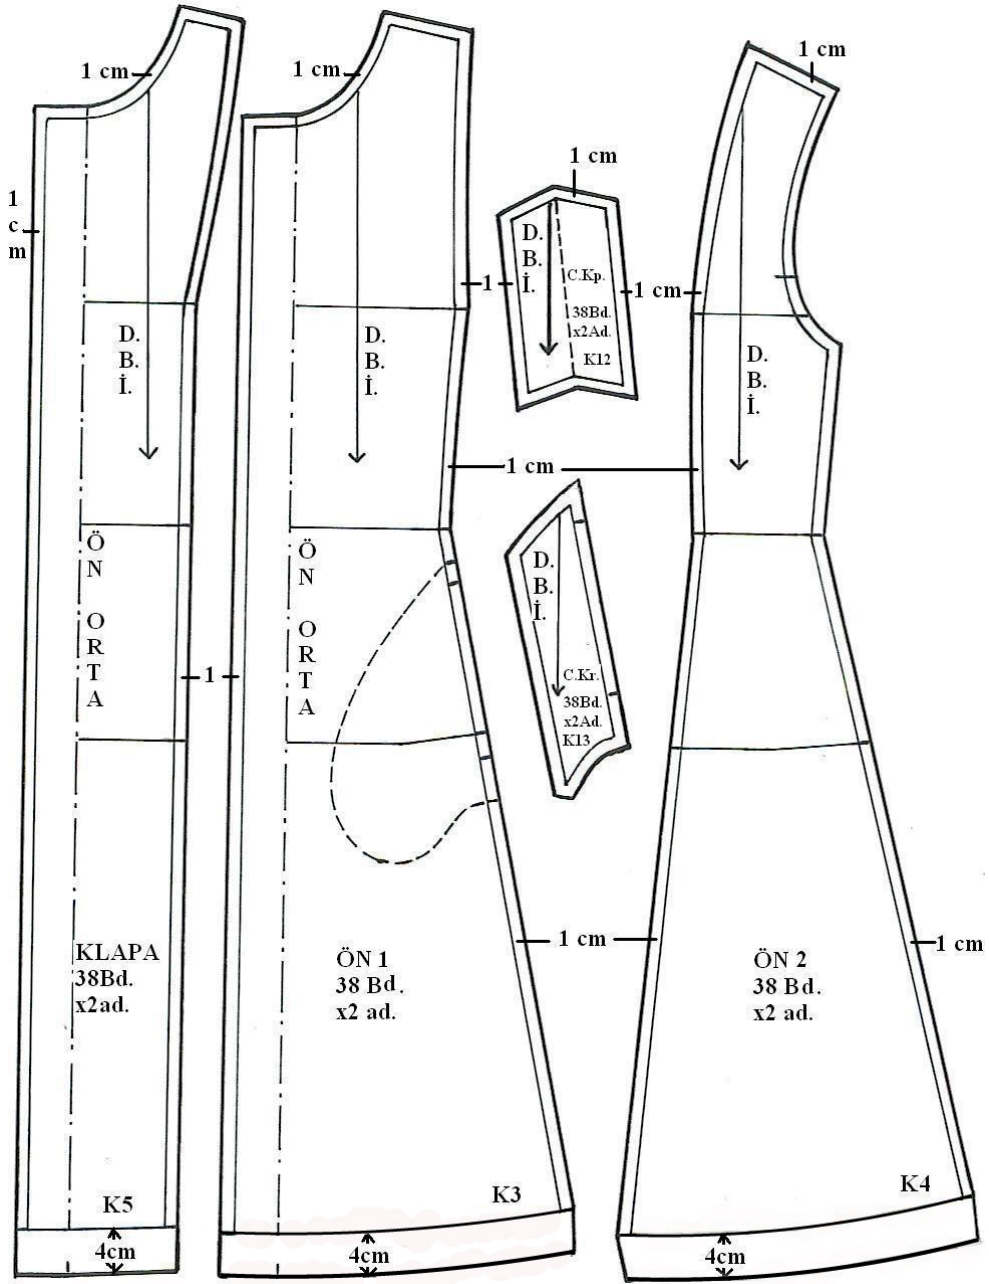 1 cm
1
c
m
D.
B.
İ.
Ö
N
O
R
T
A
KLAPA
38Bd.
x2ad.
K5
4cm
1 cm
D.
B.
İ.
Ö
N
O
R
T
A
1
ÖN 1
38 Bd.
x2 ad.
K3
4cm
1 cm
1
D.
B.
İ.
C.Kp.
38Bd.
x2Ad.
K12
1 cm
1 cm
D.
B.
İ.
C.Kr.
38Bd.
x2Ad.
K13
1 cm
1 cm
D.
B.
İ.
ÖN 2
38 Bd.
x2 ad.
1 cm
K4
4cm